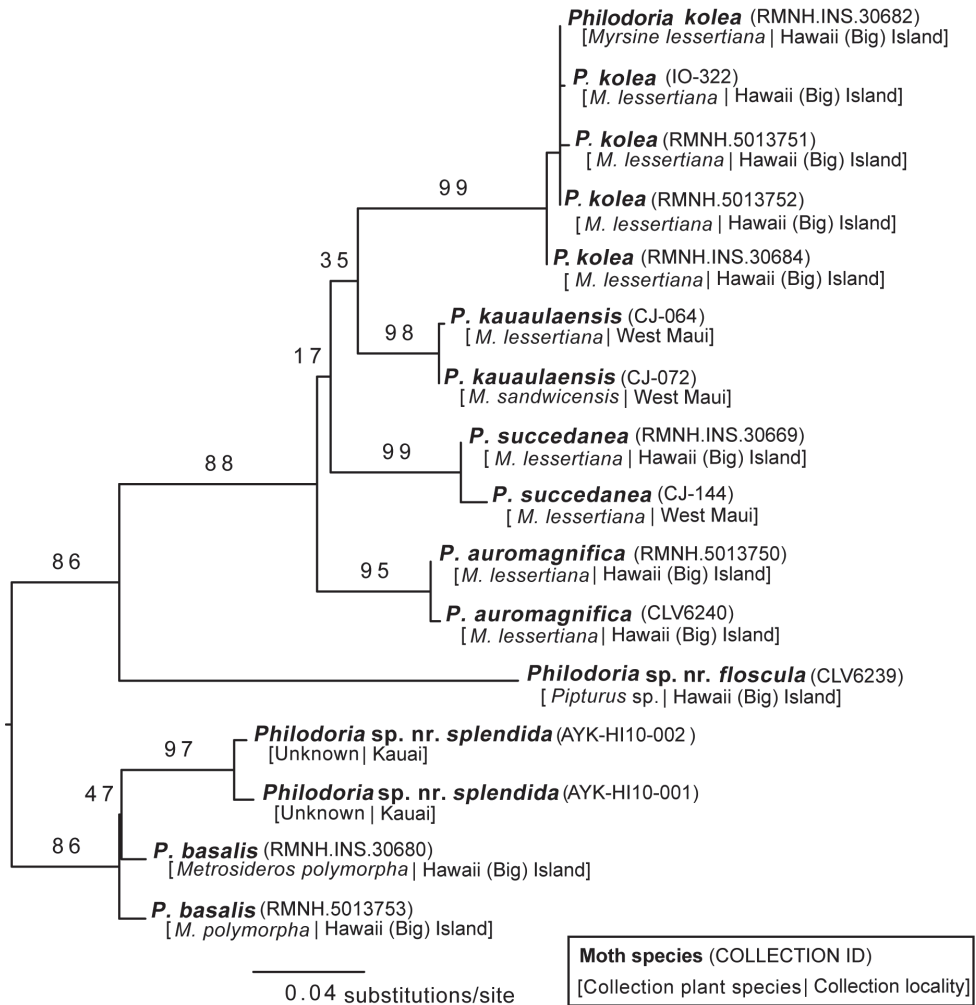 Philodoria kolea (RMNH.INS.30682)
[Myrsine lessertiana | Hawaii (Big) Island]
P. kolea (IO-322)
[M. lessertiana | Hawaii (Big) Island]
P. kolea (RMNH.5013751)
[M. lessertiana | Hawaii (Big) Island]
99
P. kolea (RMNH.5013752)
[M. lessertiana | Hawaii (Big) Island]
P. kolea (RMNH.INS.30684)
[M. lessertiana | Hawaii (Big) Island]
35
P. kauaulaensis (CJ-064)
[M. lessertiana | West Maui]
98
17
P. kauaulaensis (CJ-072)
[M. sandwicensis | West Maui]
P. succedanea (RMNH.INS.30669)
[M. lessertiana | Hawaii (Big) Island]
99
88
P. succedanea (CJ-144)
[M. lessertiana | West Maui]
P. auromagnifica (RMNH.5013750)
[M. lessertiana | Hawaii (Big) Island]
95
86
P. auromagnifica (CLV6240)
[M. lessertiana | Hawaii (Big) Island]
Philodoria sp. nr. floscula (CLV6239)
[Pipturus sp. | Hawaii (Big) Island]
Philodoria sp. nr. splendida (AYK-HI10-002)
[Unknown | Kauai]
97
47
Philodoria sp. nr. splendida (AYK-HI10-001)
[Unknown | Kauai]
86
P. basalis (RMNH.INS.30680)
[Metrosideros polymorpha | Hawaii (Big) Island]
P. basalis (RMNH.5013753)
[M. polymorpha | Hawaii (Big) Island]
0.04 substitutions/site
Moth species (COLLECTION ID)
[Collection plant species | Collection locality]